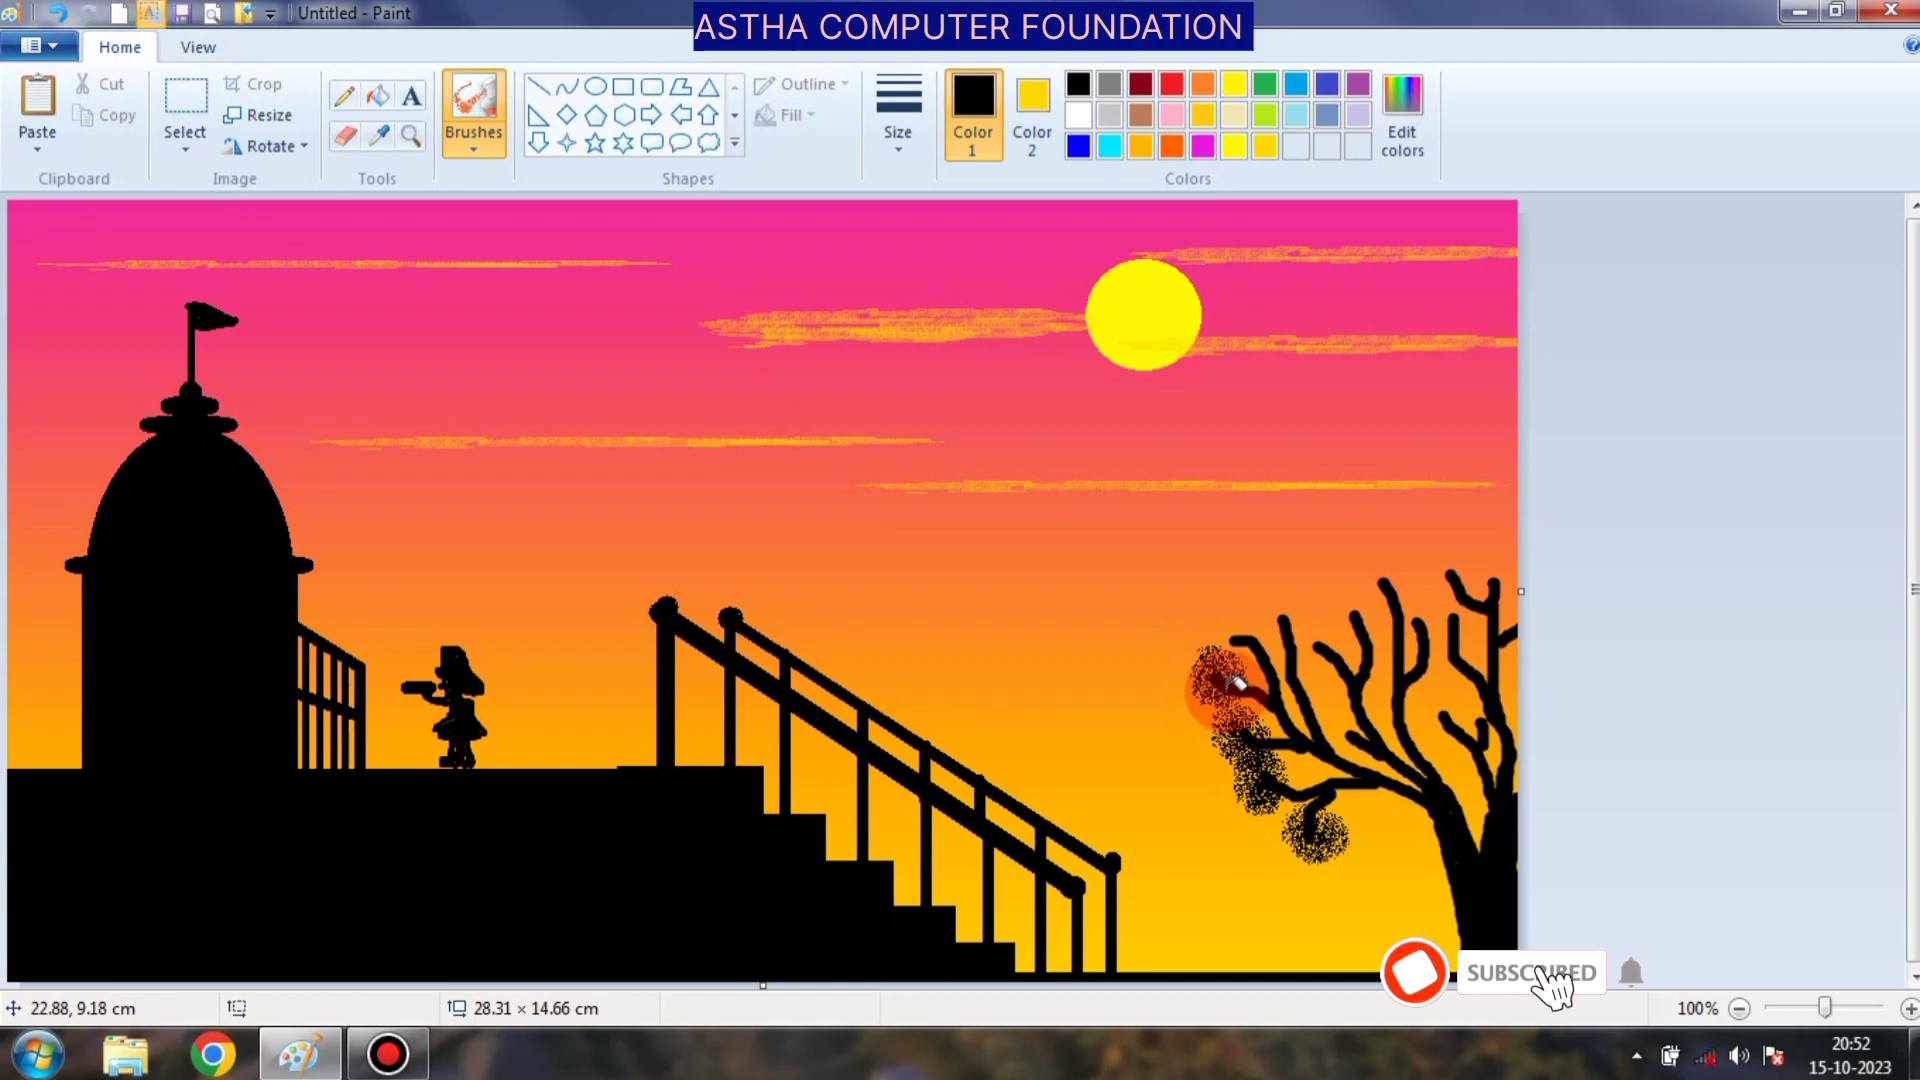 Untitled - Paint
ASTHA COMPUTER FOUNDATION
Home
View
Cut
Copy
Paste
Crop
Resize
Rotate
Select
A
Brushes
Outline
Fill
Size
Color
1
Color
2
Edit
colors
Clipboard
Image
Tools
Shapes
Colors
SUBSCRIBED
22.88, 9.18 cm
28.31 × 14.66 cm
100%
20:52
15-10-2023